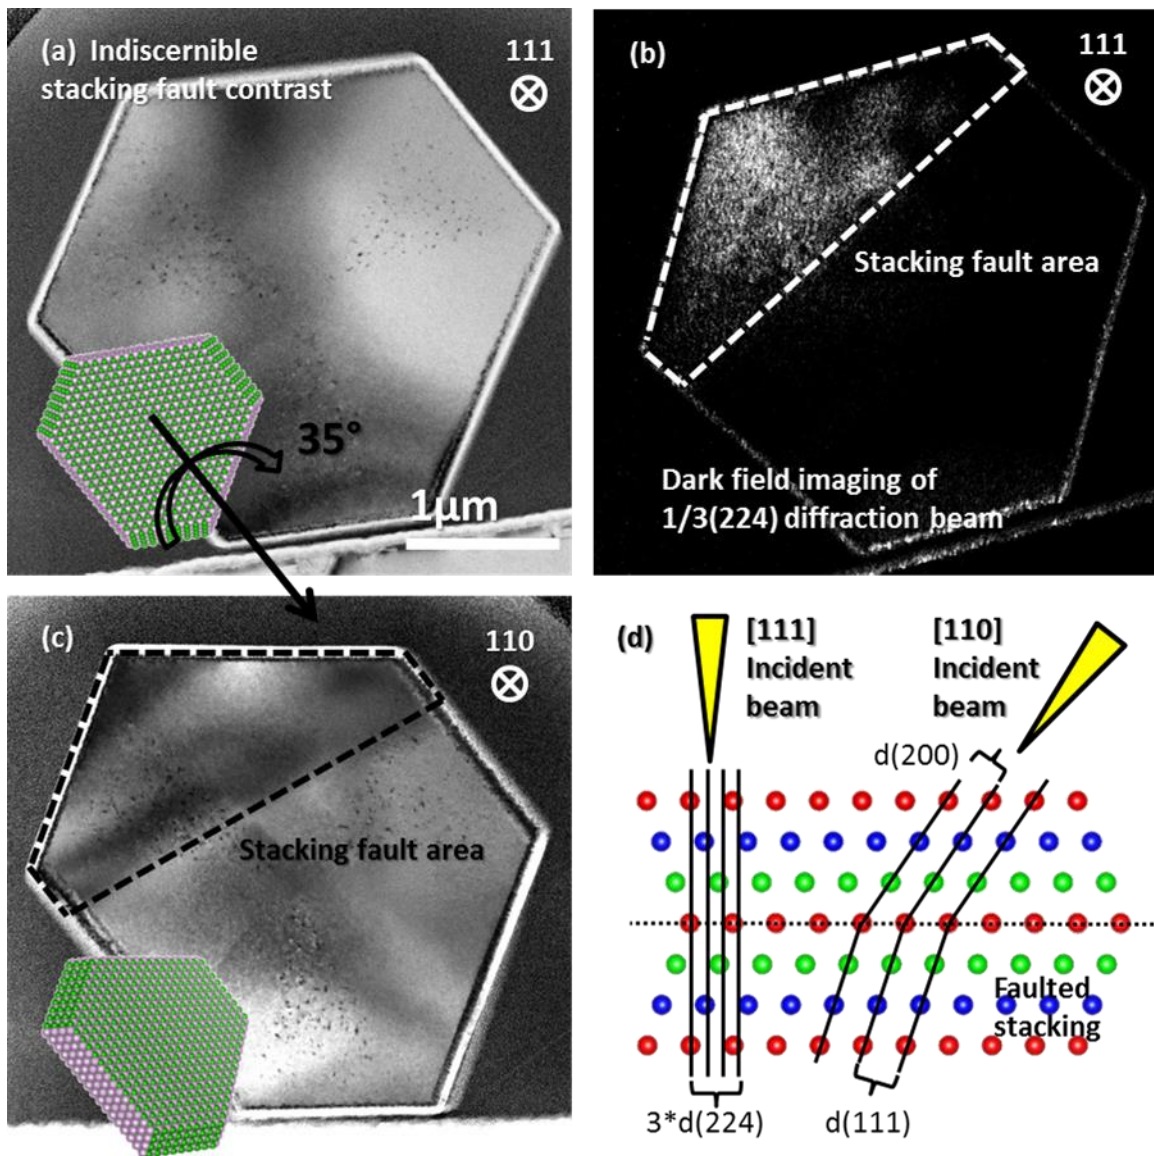 (a) Indiscernible
stacking fault contrast
111
35°
1μm
(b)
111
Stacking fault area
Dark field imaging of
1/3(224) diffraction beam
(c)
110
Stacking fault area
(d)
[111]
Incident
beam
[110]
Incident
beam
d(200)
Faulted
stacking
3*d(224)
d(111)